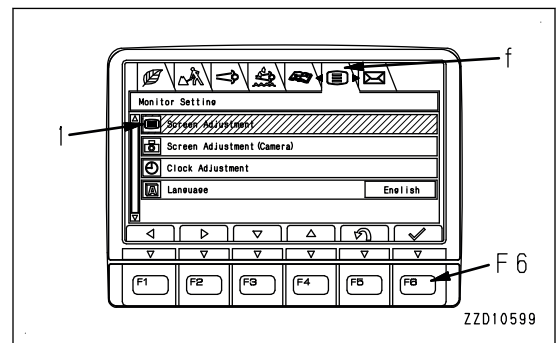 f
Monitor Setting
1
Screen Adjustment
Screen Adjustment (Camera)
Clock Adjustment
Language English
F1 F2 F3 F4 F5 F6
F6
ZZD10599